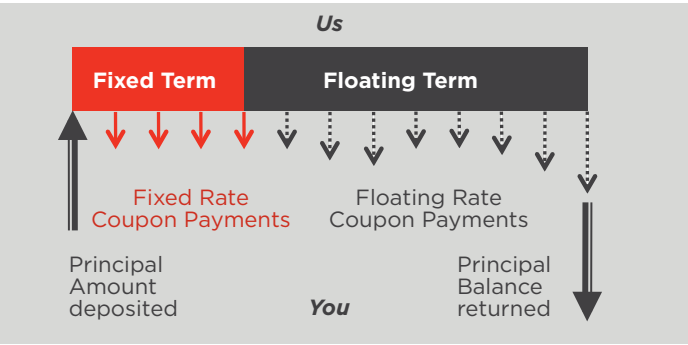 Us
Fixed Term
Floating Term
Fixed Rate
Coupon Payments
Floating Rate
Coupon Payments
Principal
Amount
deposited
You
Principal
Balance
returned